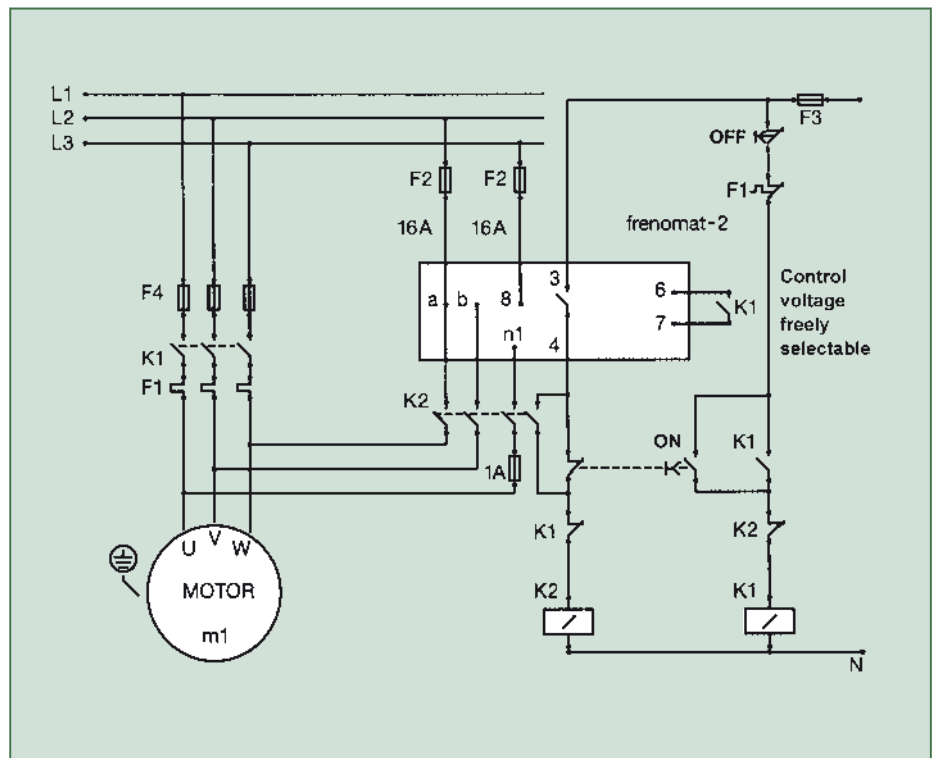 L1
L2
L3
F3
OFF
F2
F2
F1
16A
16A
frenomat-2
F4
a
b
8
3
6
K1
7
n1
4
Control
voltage
freely
selectable
K1
F1
K2
1A
ON
K1
K1
K2
U
V
W
MOTOR
m1
K2
K1
N